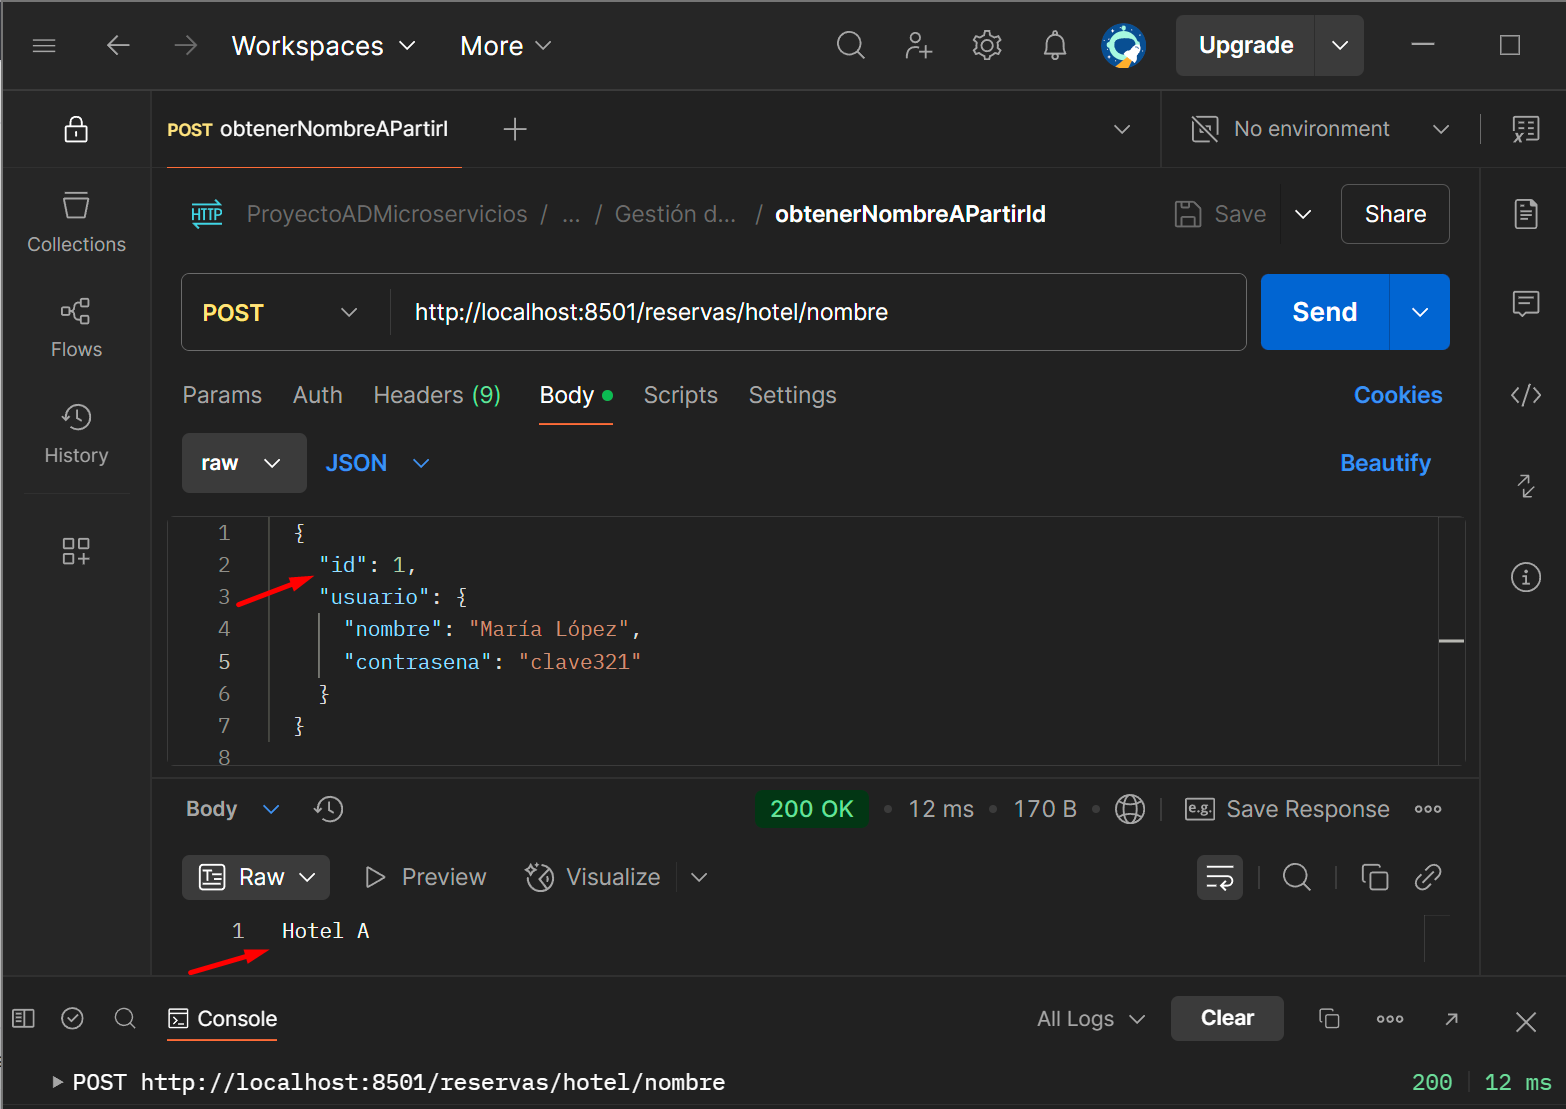 Workspaces More Upgrade
POST obtenerNombreAPartirI No environment
HTTP ProyectoADMicroservicios / ... / Gestión d... / obtenerNombreAPartirId Save Share
Collections
POST http://localhost:8501/reservas/hotel/nombre Send
Flows
Params Auth Headers (9) Body Scripts Settings Cookies
History
raw JSON Beautify
1 {
2 "id": 1,
3 "usuario": {
4 "nombre": "María López",
5 "contrasena": "clave321"
6 }
7 }
8
Body 200 OK • 12 ms • 170 B • e.g. Save Response
Raw Preview Visualize
1 Hotel A
Console All Logs Clear
POST http://localhost:8501/reservas/hotel/nombre 200 12 ms